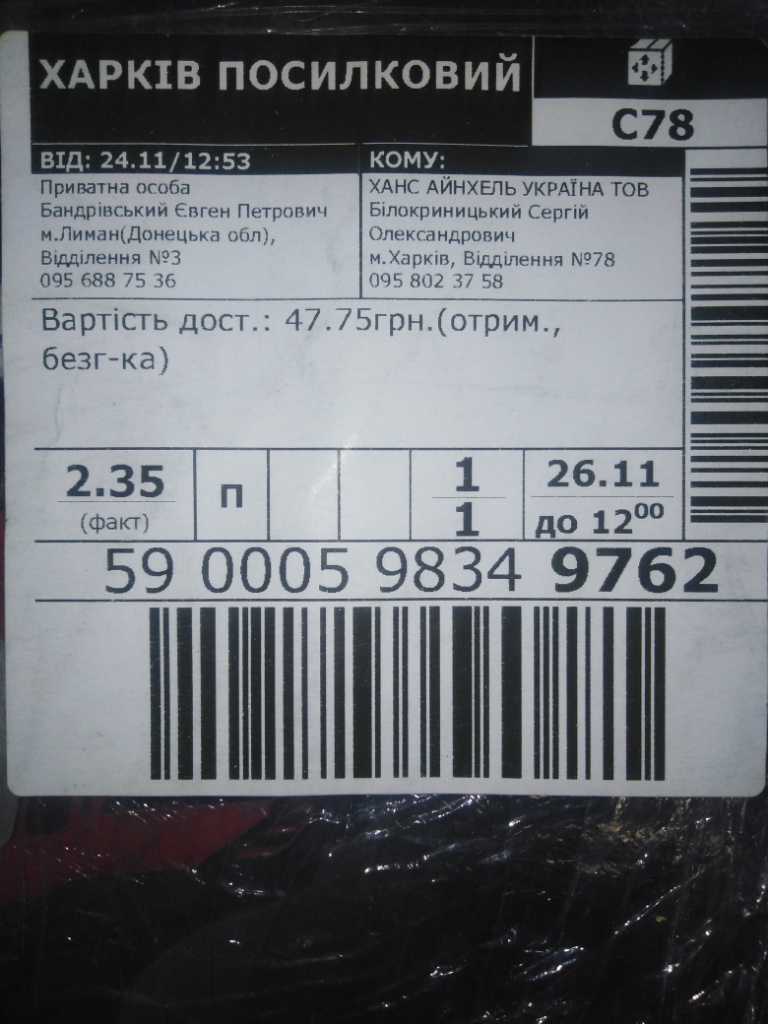 ХАРКІВ ПОСИЛКОВИЙ
С78
ВІД: 24.11/12:53
Приватна особа
Бандрівський Євген Петрович
м.Лиман(Донецька обл),
Відділення №3
095 688 75 36
КОМУ:
ХАНС АЙНХЕЛЬ УКРАЇНА ТОВ
Білокриницький Сергій
Олександрович
м.Харків, Відділення №78
095 802 37 58
Вартість дост.: 47.75грн.(отрим.,
безг-ка)
2.35
(факт)
П
1
1
26.11
до 12⁰⁰
59 0005 9834 9762